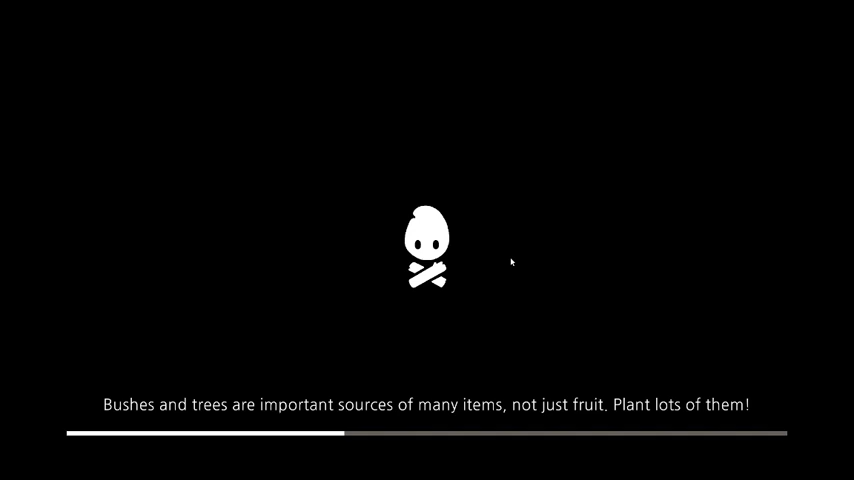 Bushes and trees are important sources of many items, not just fruit. Plant lots of them!